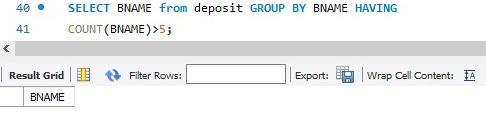 40 SELECT BNAME from deposit GROUP BY BNAME HAVING
41 COUNT(BNAME)>5;
Result Grid Filter Rows: Export: Wrap Cell Content: IA
BNAME